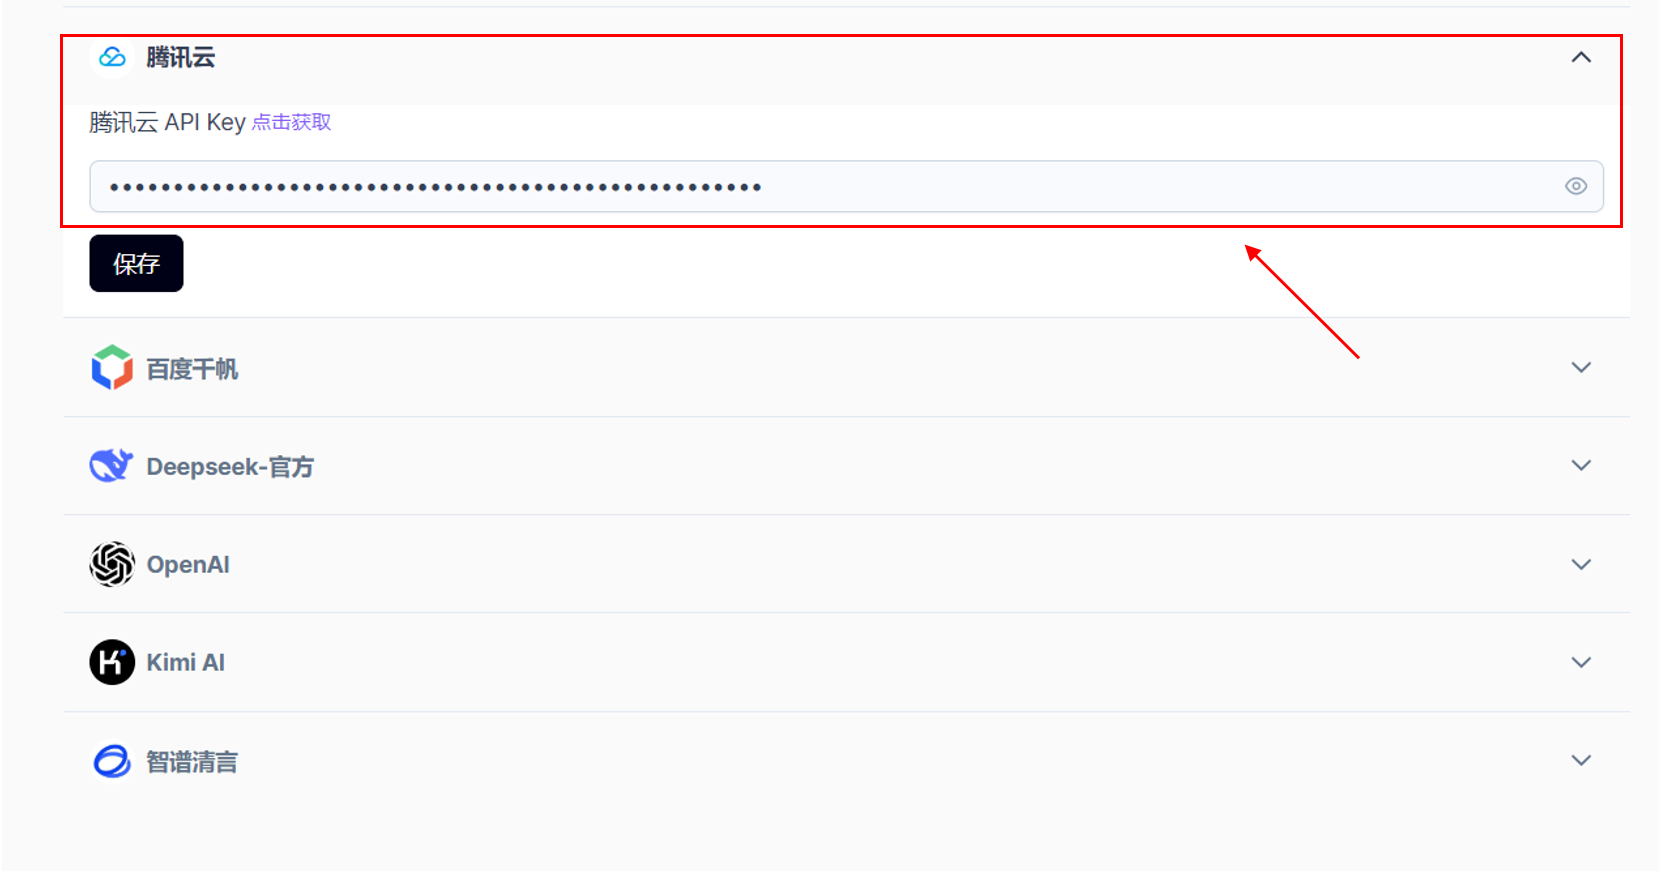 腾讯云
腾讯云 API Key 点击获取
保存
百度千帆
Deepseek-官方
OpenAI
Kimi AI
智谱清言